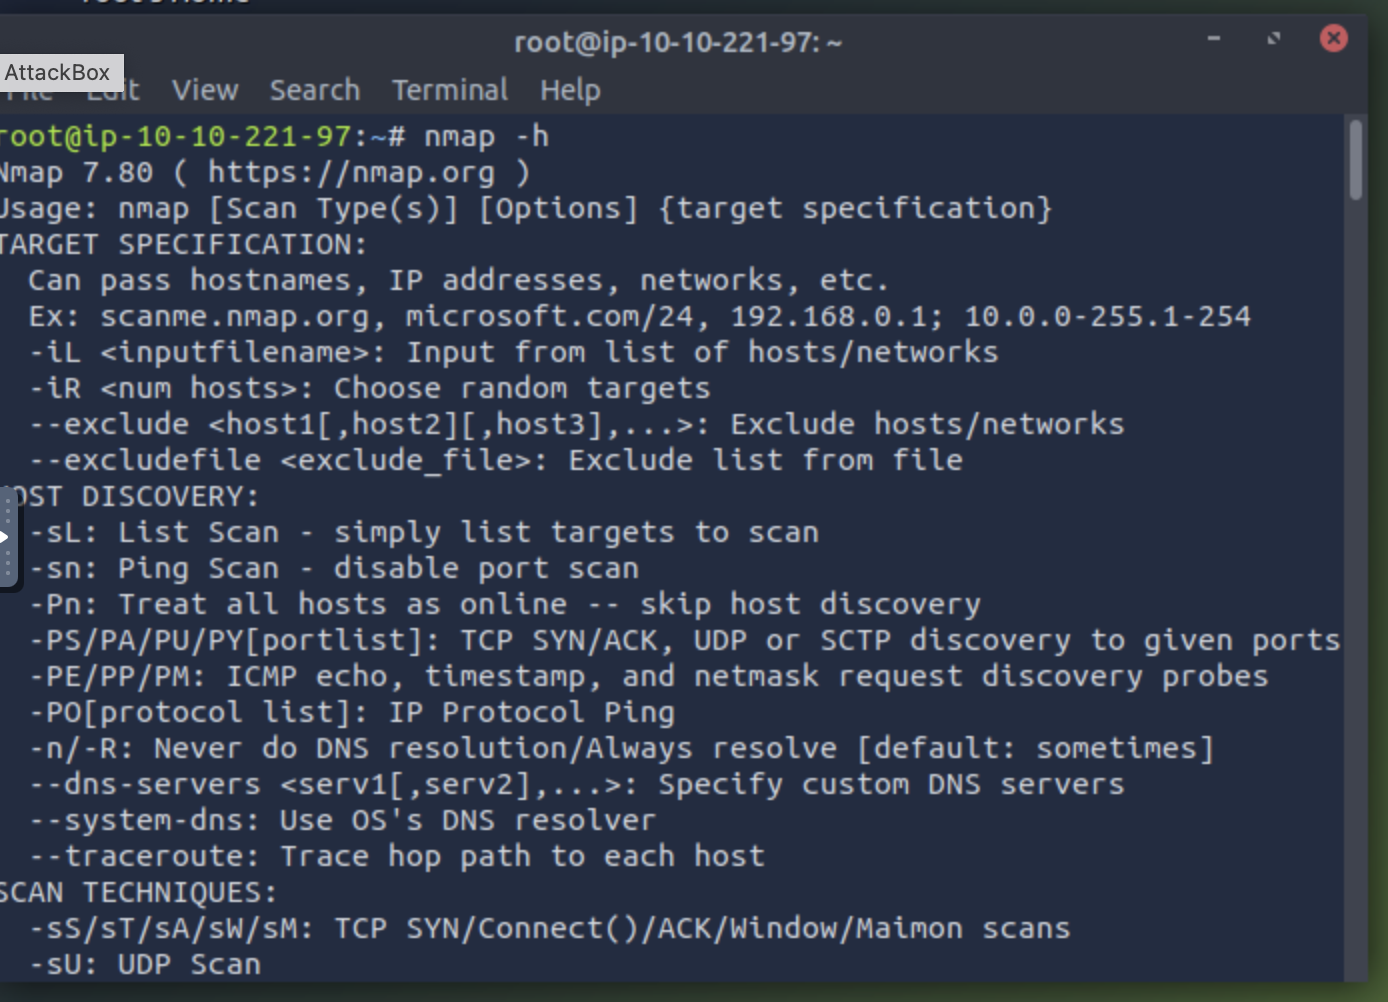 root@ip-10-10-221-97: ~
AttackBox
Edit View Search Terminal Help
root@ip-10-10-221-97:~# nmap -h
Nmap 7.80 ( https://nmap.org )
Usage: nmap [Scan Type(s)] [Options] {target specification}
TARGET SPECIFICATION:
  Can pass hostnames, IP addresses, networks, etc.
  Ex: scanme.nmap.org, microsoft.com/24, 192.168.0.1; 10.0.0-255.1-254
  -iL <inputfilename>: Input from list of hosts/networks
  -iR <num hosts>: Choose random targets
  --exclude <host1[,host2][,host3],...>: Exclude hosts/networks
  --excludefile <exclude_file>: Exclude list from file
OST DISCOVERY:
  -sL: List Scan - simply list targets to scan
  -sn: Ping Scan - disable port scan
  -Pn: Treat all hosts as online -- skip host discovery
  -PS/PA/PU/PY[portlist]: TCP SYN/ACK, UDP or SCTP discovery to given ports
  -PE/PP/PM: ICMP echo, timestamp, and netmask request discovery probes
  -PO[protocol list]: IP Protocol Ping
  -n/-R: Never do DNS resolution/Always resolve [default: sometimes]
  --dns-servers <serv1[,serv2],...>: Specify custom DNS servers
  --system-dns: Use OS's DNS resolver
  --traceroute: Trace hop path to each host
SCAN TECHNIQUES:
  -sS/sT/sA/sW/sM: TCP SYN/Connect()/ACK/Window/Maimon scans
  -sU: UDP Scan